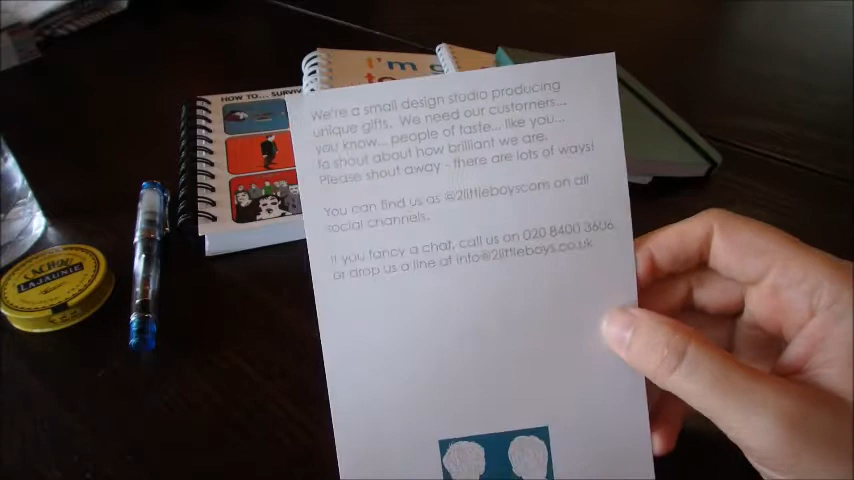 I'm
to
HOW TO... SURVIV
We're a small design studio producing
unique gifts. We need our customers...
you know... people of taste... like you...
to shout about how brilliant we are.
Please shout away - there are lots of ways!
You can find us as @2littleboyscom on all
social channels.
If you fancy a chat, call us on 020 8400 3606
or drop us a line at info@2littleboys.co.uk
LAJAUNIE